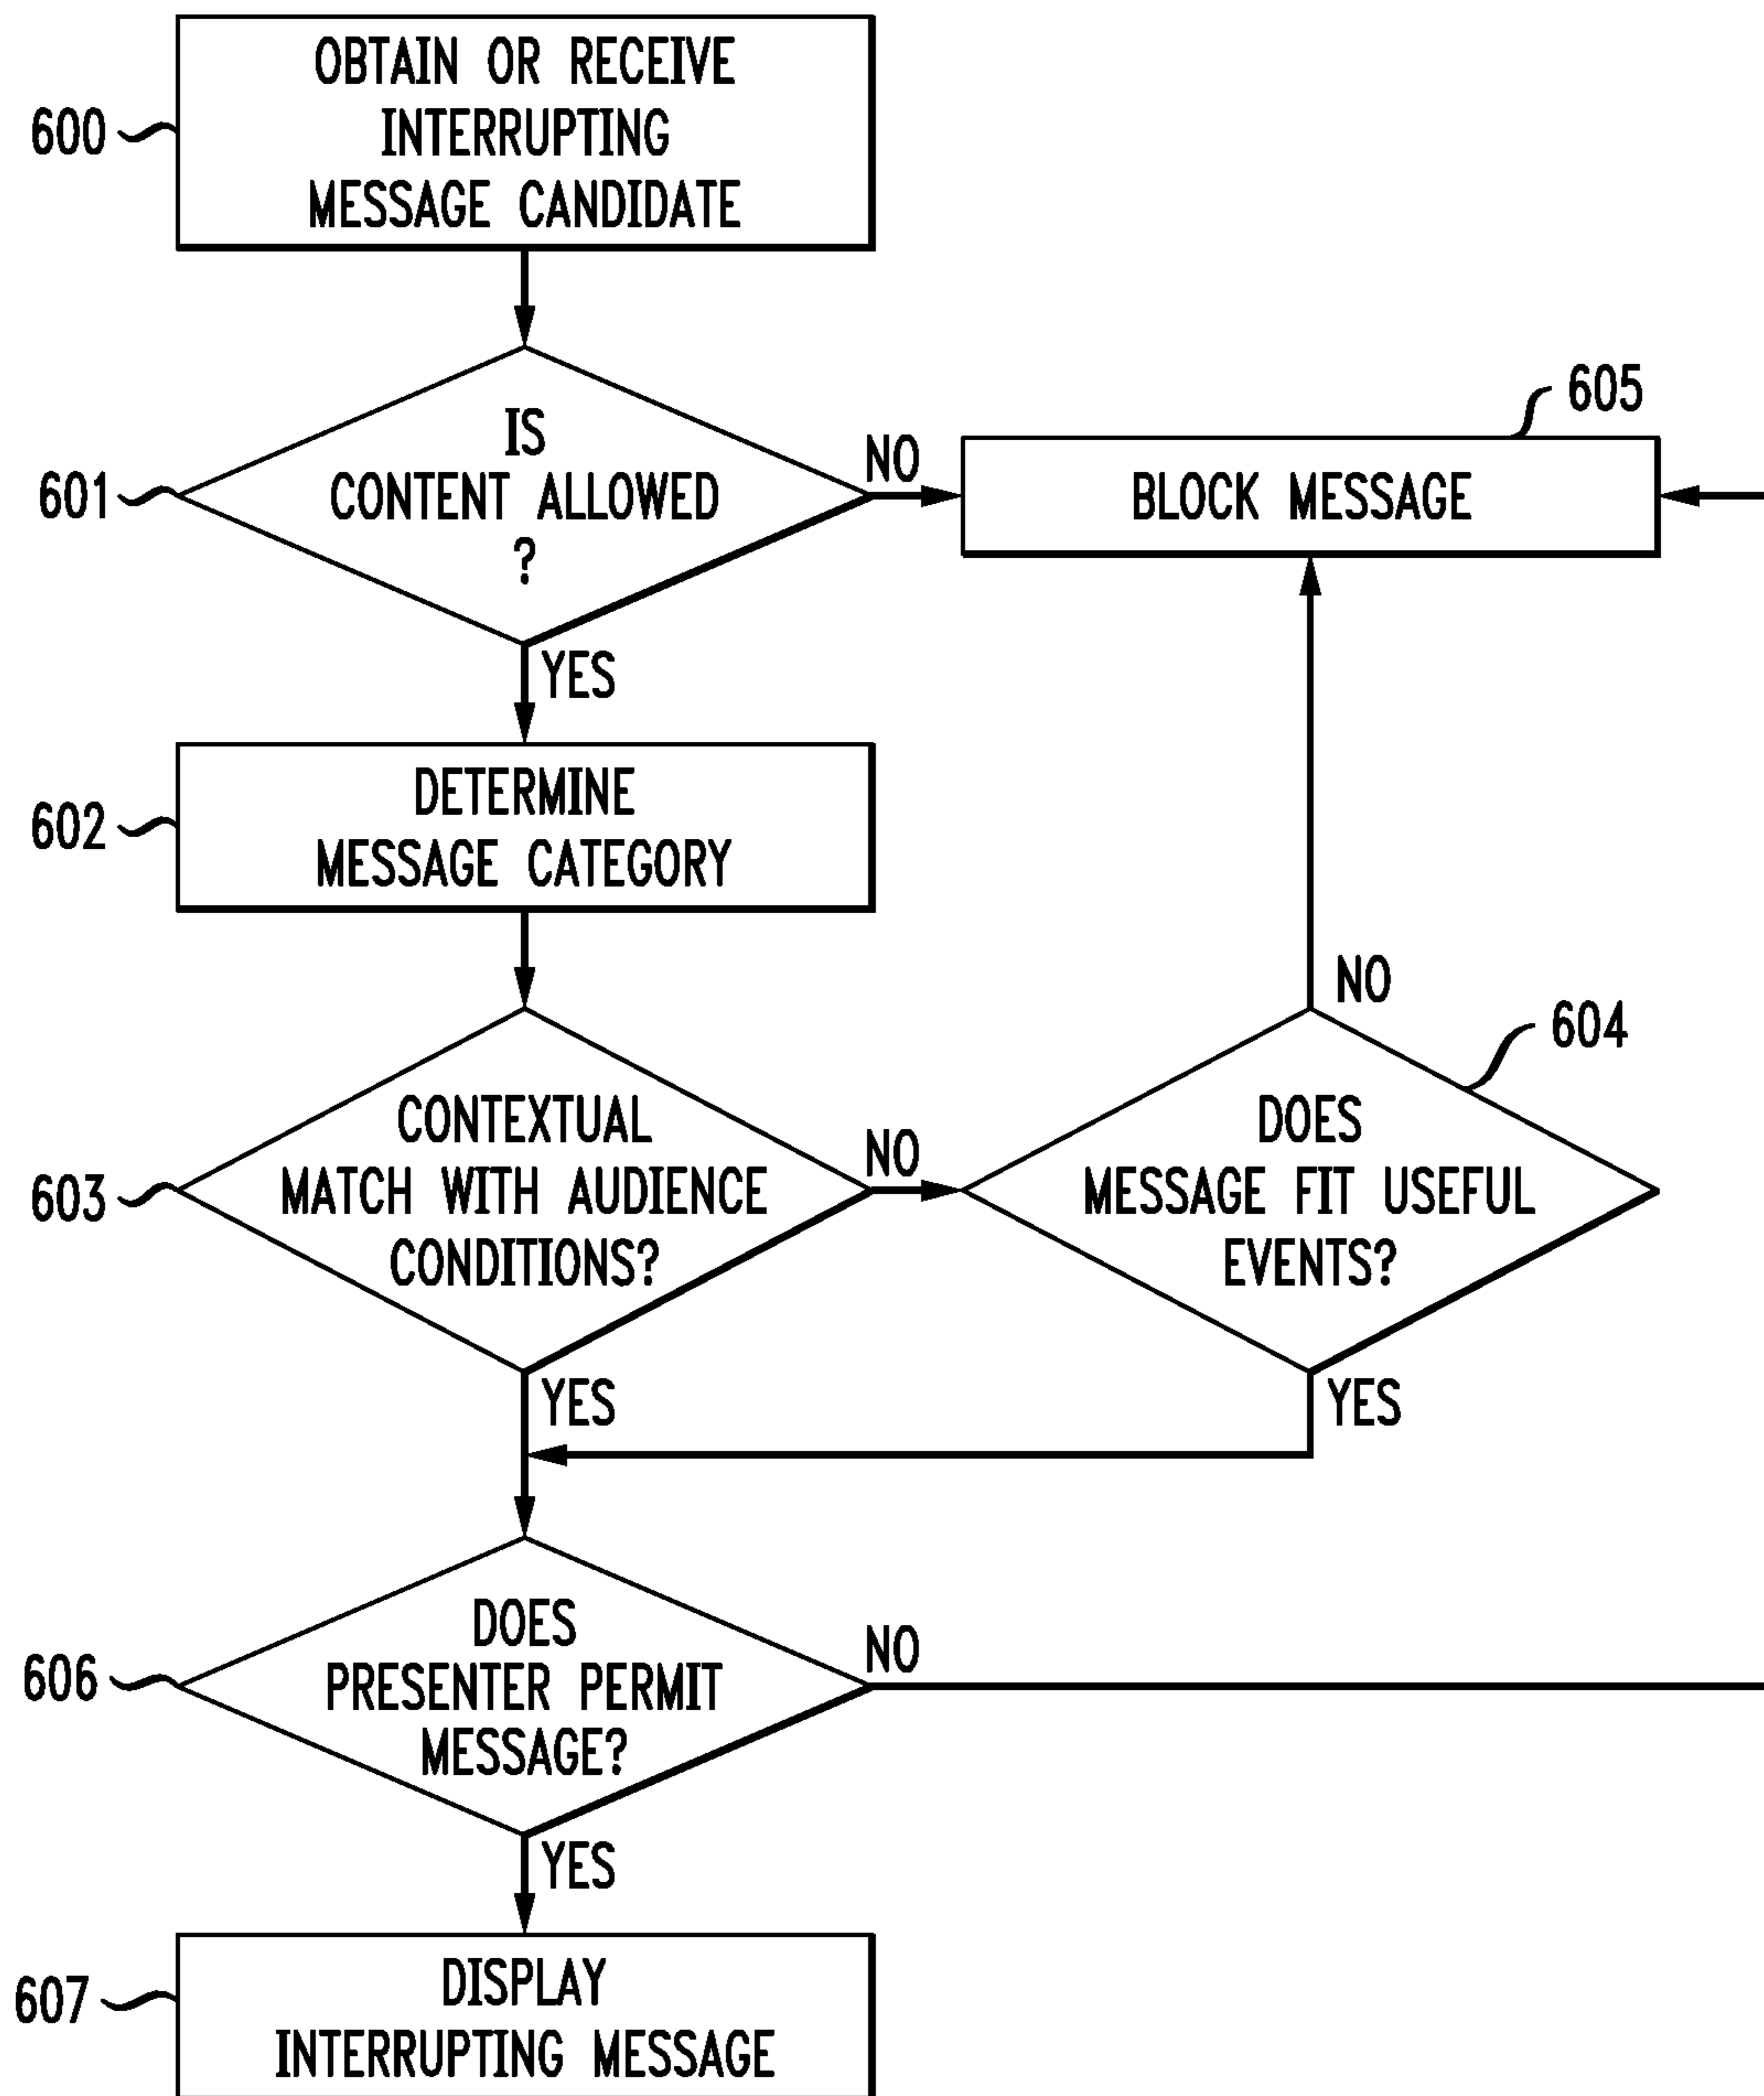 OBTAIN OR RECEIVE
INTERRUPTING
MESSAGE CANDIDATE
600
IS
CONTENT ALLOWED
?
601
NO
YES
605
BLOCK MESSAGE
DETERMINE
MESSAGE CATEGORY
602
CONTEXTUAL
MATCH WITH AUDIENCE
CONDITIONS?
603
NO
YES
604
DOES
MESSAGE FIT USEFUL
EVENTS?
NO
YES
DOES
PRESENTER PERMIT
MESSAGE?
606
NO
YES
DISPLAY
INTERRUPTING MESSAGE
607